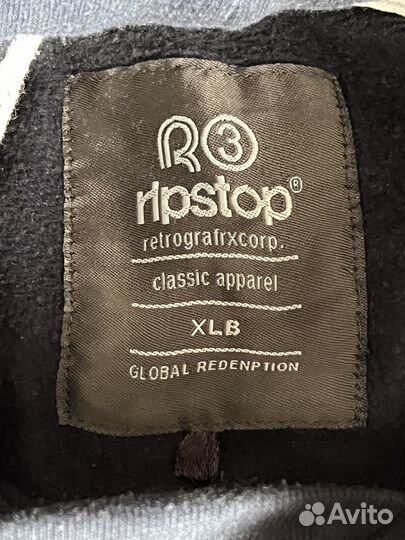 R3
ripstop®
retrografrxcorp.
classic apparel
XLB
GLOBAL REDENPTION
Avito